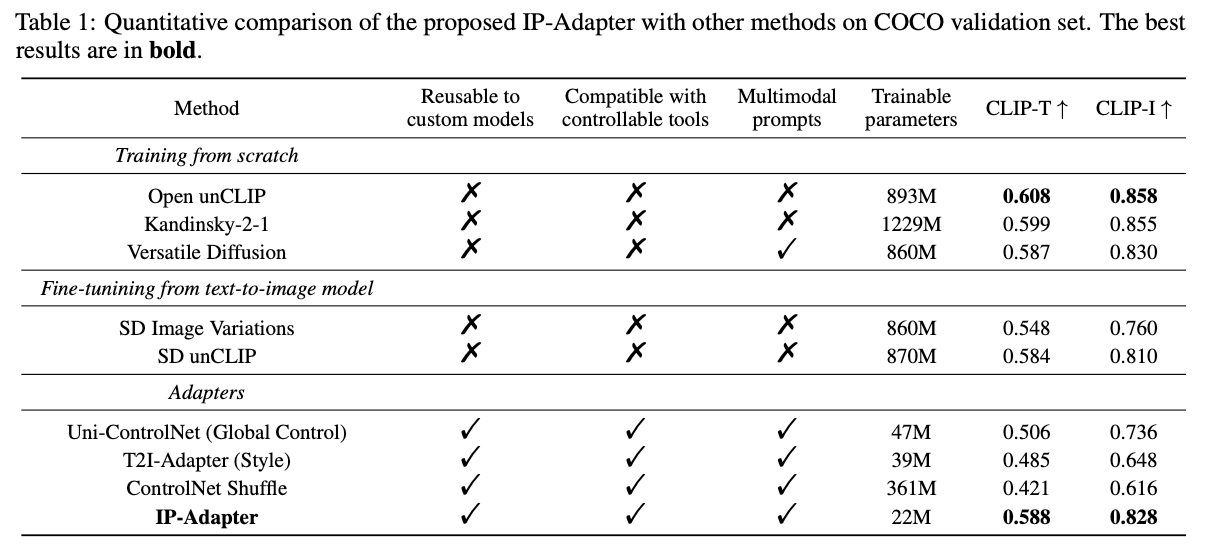 Table 1: Quantitative comparison of the proposed IP-Adapter with other methods on COCO validation set. The best
results are in bold.
Method Reusable to custom models Compatible with controllable tools Multimodal prompts Trainable parameters CLIP-T ↑ CLIP-I ↑
Training from scratch
Open unCLIP ✗ ✗ ✗ 893M 0.608 0.858
Kandinsky-2-1 ✗ ✗ ✗ 1229M 0.599 0.855
Versatile Diffusion ✗ ✗ ✓ 860M 0.587 0.830
Fine-tunining from text-to-image model
SD Image Variations ✗ ✗ ✗ 860M 0.548 0.760
SD unCLIP ✗ ✗ ✗ 870M 0.584 0.810
Adapters
Uni-ControlNet (Global Control) ✓ ✓ ✓ 47M 0.506 0.736
T2I-Adapter (Style) ✓ ✓ ✓ 39M 0.485 0.648
ControlNet Shuffle ✓ ✓ ✓ 361M 0.421 0.616
IP-Adapter ✓ ✓ ✓ 22M 0.588 0.828